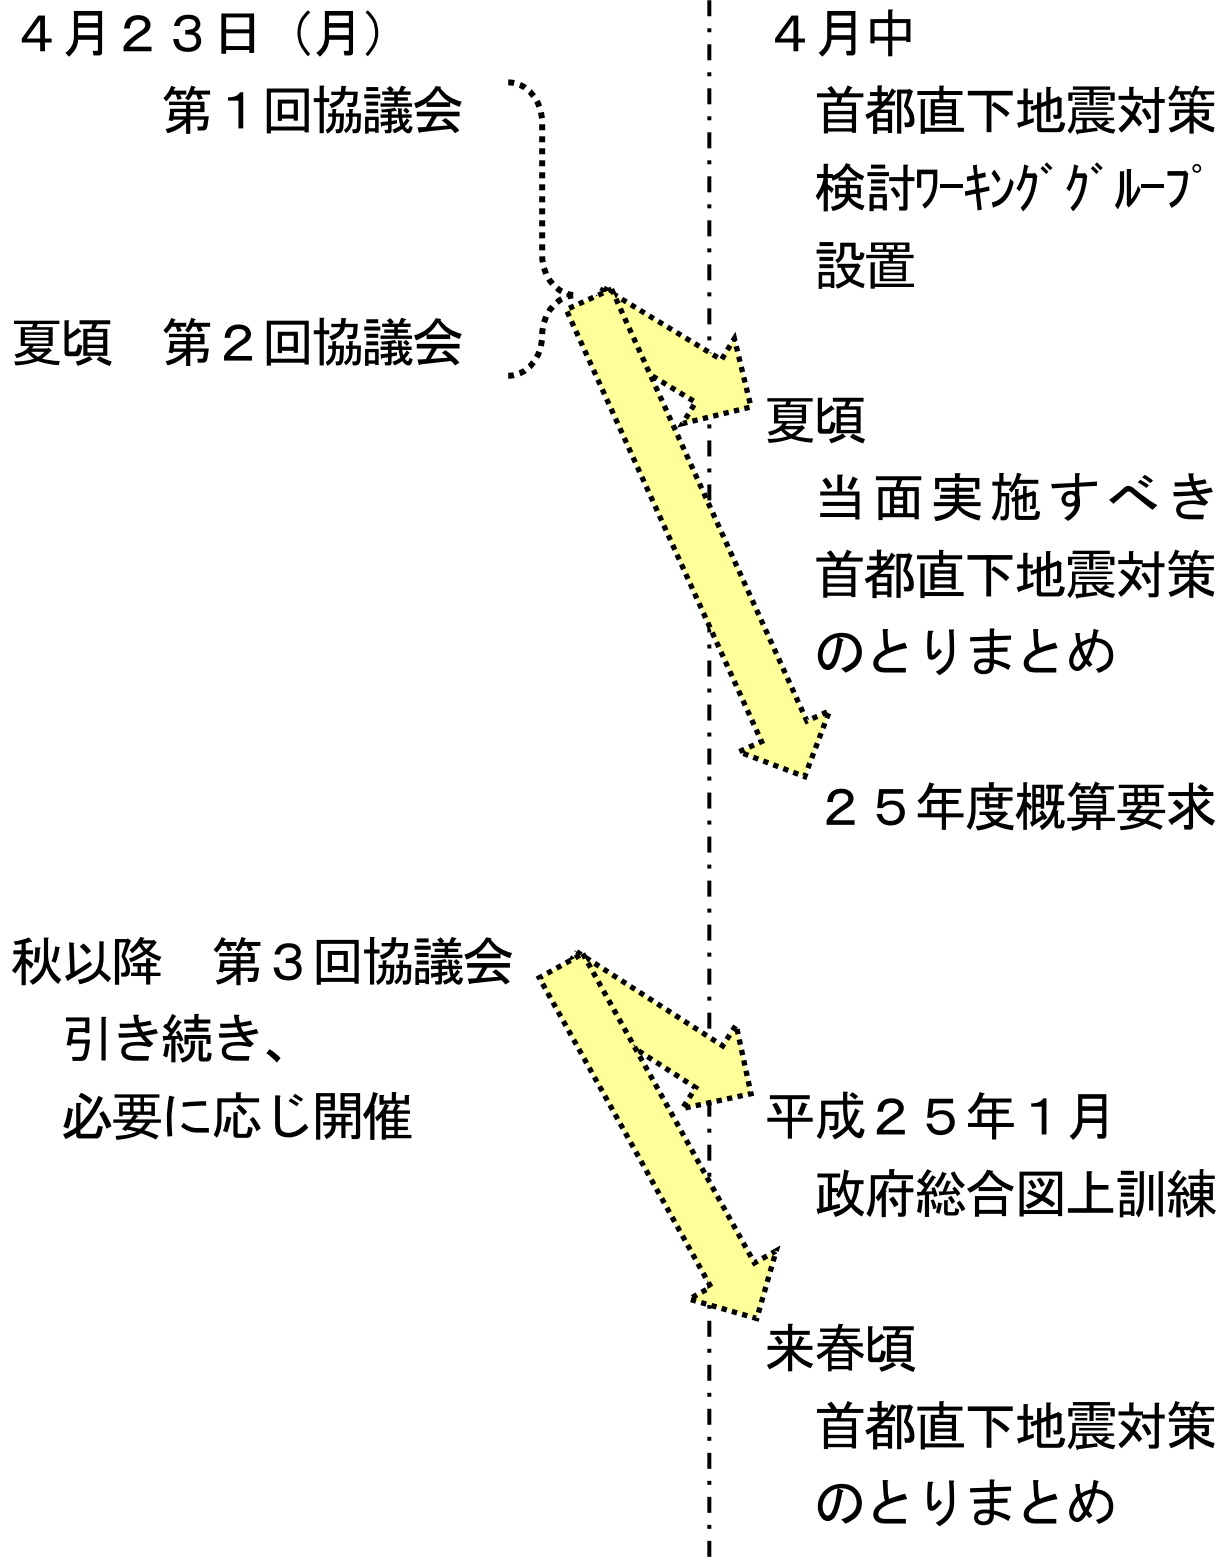 ４月２３日（月）
第１回協議会
夏頃　第２回協議会
秋以降　第３回協議会
引き続き、
必要に応じ開催
４月中
首都直下地震対策
検討ﾜｰｷﾝｸﾞｸﾞﾙｰﾌﾟ
設置
夏頃
当面実施すべき
首都直下地震対策
のとりまとめ
２５年度概算要求
平成２５年１月
政府総合図上訓練
来春頃
首都直下地震対策
のとりまとめ